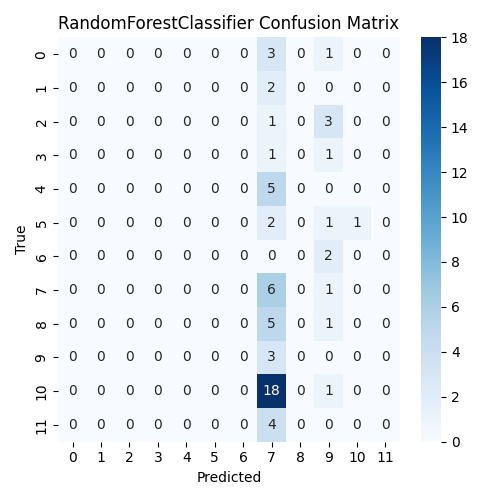 RandomForestClassifier Confusion Matrix
0 0 0 0 0 0 0 0 3 0 1 0 0
1 0 0 0 0 0 0 0 2 0 0 0 0
2 0 0 0 0 0 0 0 1 0 3 0 0
3 0 0 0 0 0 0 0 1 0 1 0 0
4 0 0 0 0 0 0 0 5 0 0 0 0
5 0 0 0 0 0 0 0 2 0 1 1 0
6 0 0 0 0 0 0 0 0 0 2 0 0
7 0 0 0 0 0 0 0 6 0 1 0 0
8 0 0 0 0 0 0 0 5 0 1 0 0
9 0 0 0 0 0 0 0 3 0 0 0 0
10 0 0 0 0 0 0 0 18 0 1 0 0
11 0 0 0 0 0 0 0 4 0 0 0 0
0 1 2 3 4 5 6 7 8 9 10 11
Predicted
True
18
16
14
12
10
8
6
4
2
0